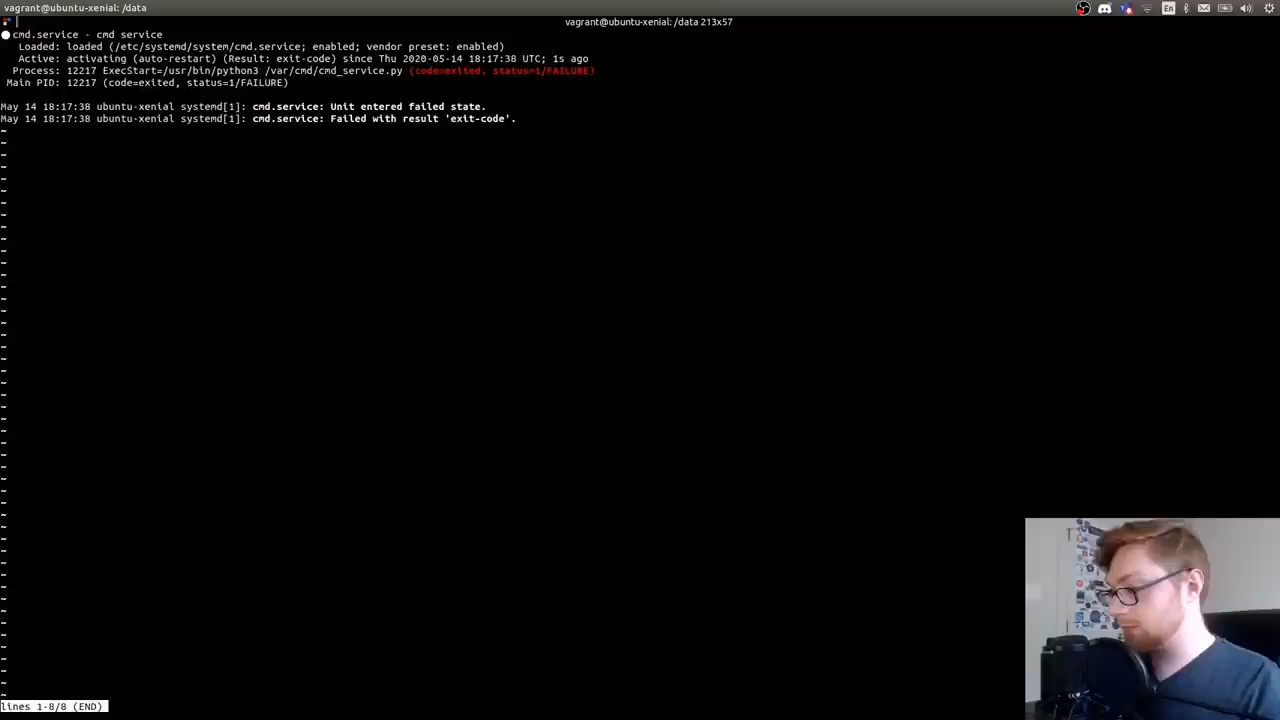 vagrant@ubuntu-xenial: /data
En
vagrant@ubuntu-xenial: /data 213x57
cmd.service - cmd service
Loaded: loaded (/etc/systemd/system/cmd.service; enabled; vendor preset: enabled)
Active: activating (auto-restart) (Result: exit-code) since Thu 2020-05-14 18:17:38 UTC; 1s ago
Process: 12217 ExecStart=/usr/bin/python3 /var/cmd/cmd_service.py (code=exited, status=1/FAILURE)
Main PID: 12217 (code=exited, status=1/FAILURE)
May 14 18:17:38 ubuntu-xenial systemd[1]: cmd.service: Unit entered failed state.
May 14 18:17:38 ubuntu-xenial systemd[1]: cmd.service: Failed with result 'exit-code'.
lines 1-8/8 (END)